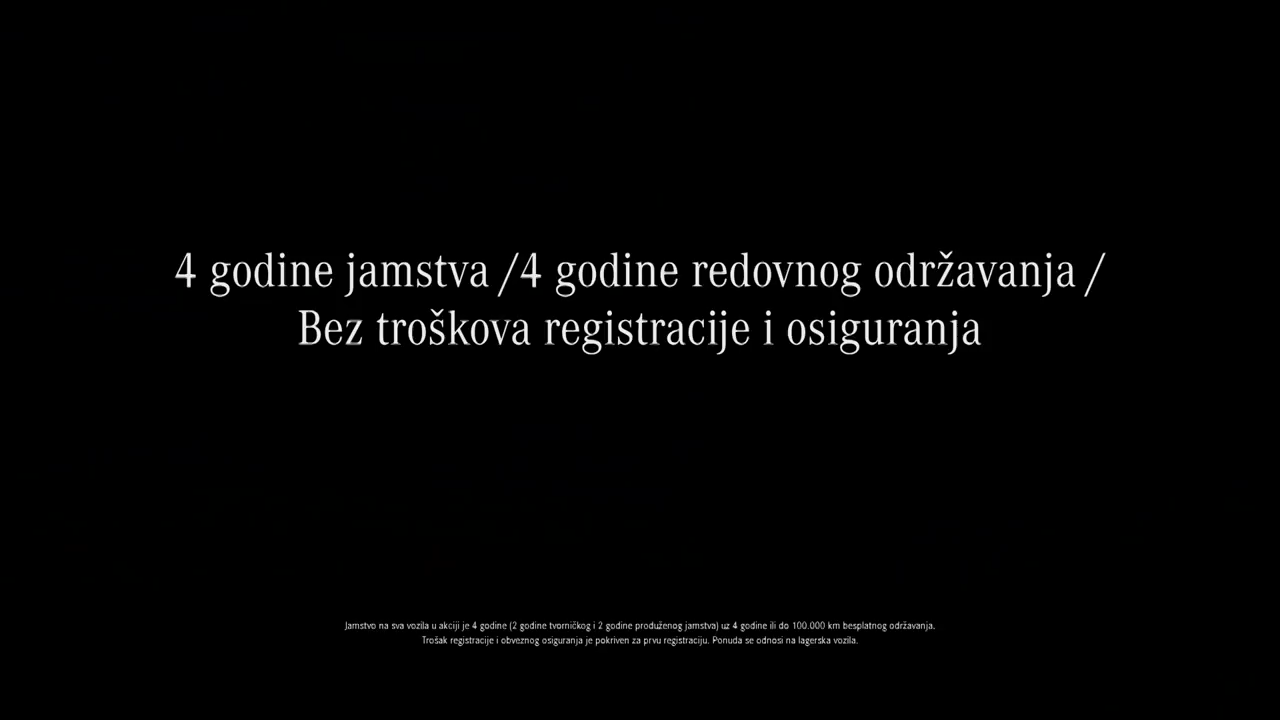 4 godine jamstva /4 godine redovnog održavanja /
Bez troškova registracije i osiguranja
Jamstvo na sva vozila u akciji je 4 godine (2 godine tvorničkog i 2 godine produženog jamstva) uz 4 godine ili do 100.000 km besplatnog održavanja.
Trošak registracije i obveznog osiguranja je pokriven za prvu registraciju. Ponuda se odnosi na lagerska vozila.